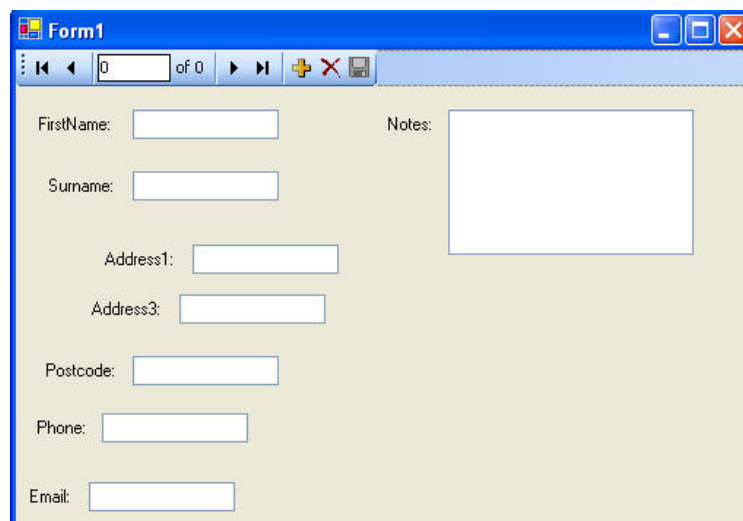 Form1
0 of 0
FirstName:
Notes:
Surname:
Address1:
Address3:
Postcode:
Phone:
Email: